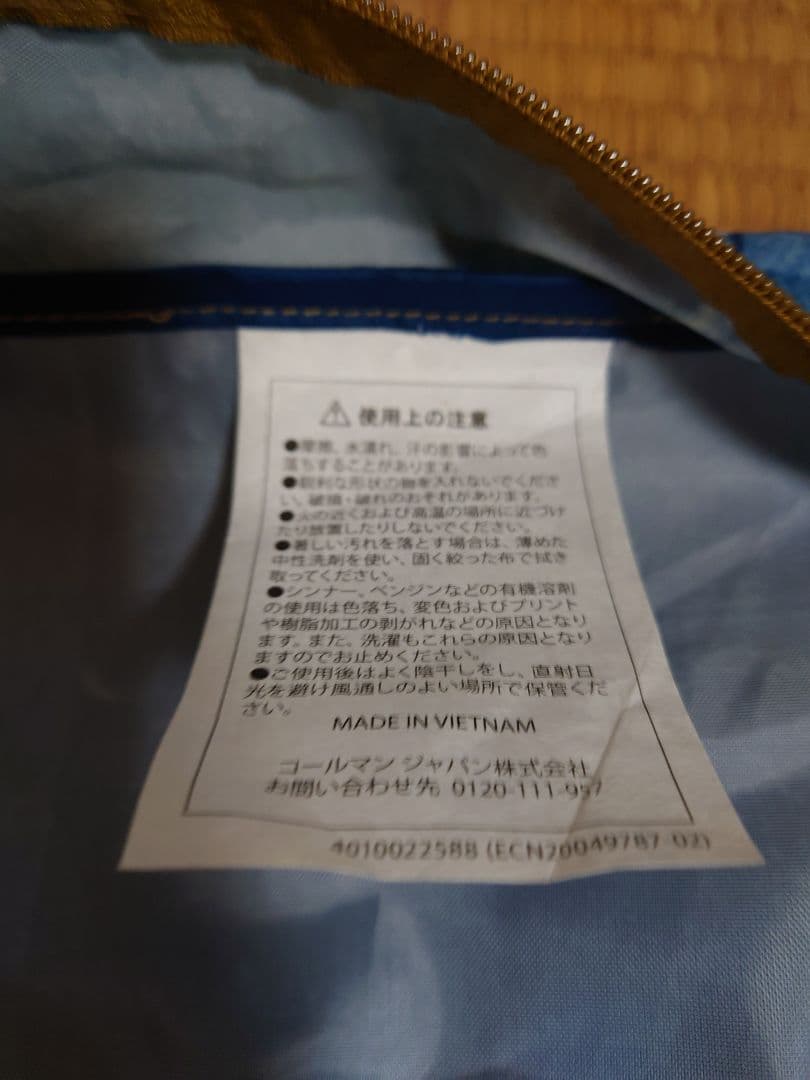 ⚠ 使用上の注意
●摩擦、水濡れ、汗の影響によって色
落ちすることがあります。
●鋭利な形状の物を入れないでくださ
い。破損・破れのおそれがあります。
●火の近くおよび高温の場所に近づけ
たり放置したりしないでください。
●著しい汚れを落とす場合は、薄めた
中性洗剤を使い、固く絞った布で拭き
取ってください。
●シンナー、ベンジンなどの有機溶剤
の使用は色落ち、変色およびプリント
や樹脂加工の剥がれなどの原因となり
ます。また、洗濯もこれらの原因となり
ますのでお止めください。
●ご使用後はよく陰干しをし、直射日
光を避け風通しのよい場所で保管くだ
さい。
MADE IN VIETNAM
コールマン ジャパン株式会社
お問い合わせ先 0120-111-957
4010022588 (ECN20049787-02)